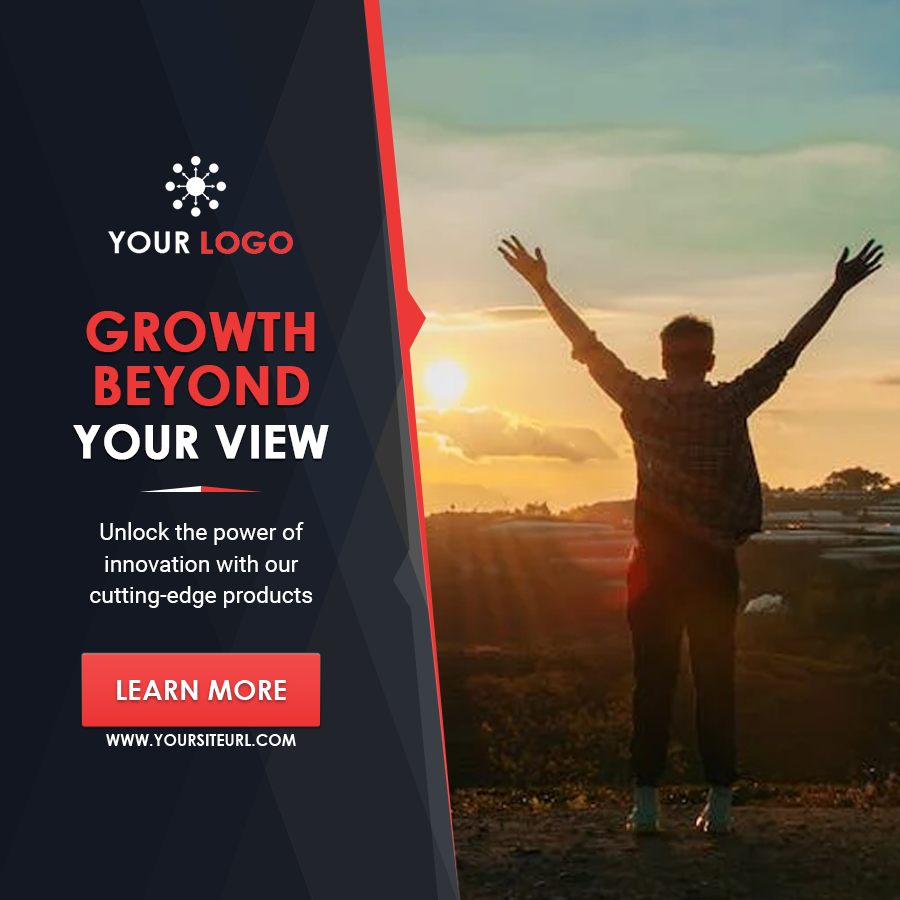 YOUR LOGO
GROWTH
BEYOND
YOUR VIEW
Unlock the power of
innovation with our
cutting-edge products
LEARN MORE
WWW.YOURSITEURL.COM